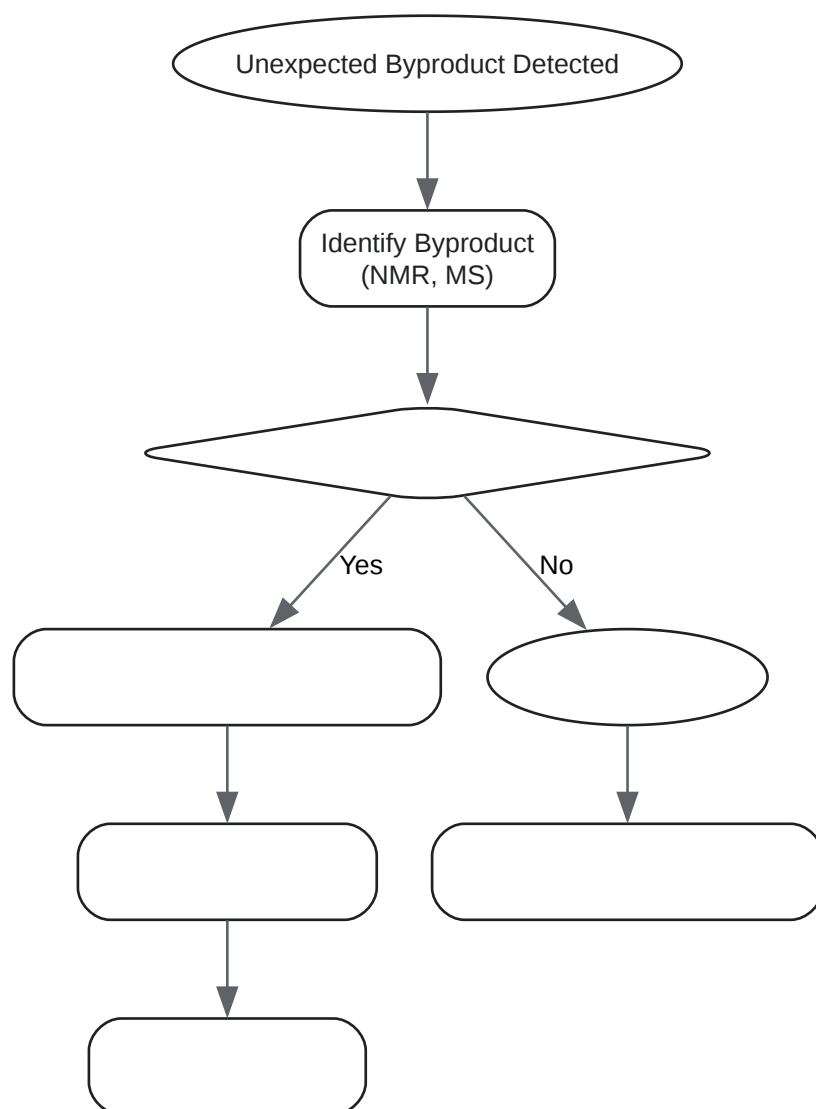 Unexpected Byproduct Detected
Identify Byproduct
(NMR, MS)
Yes
No